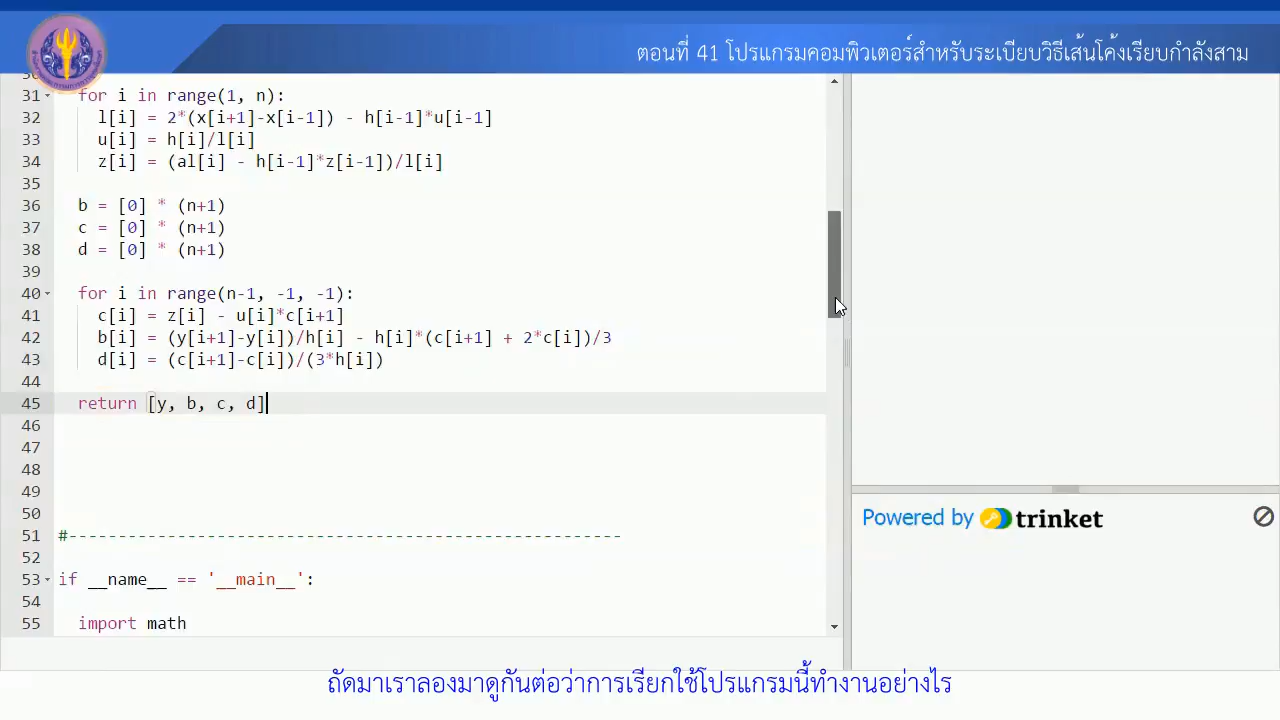 ตอนที่ 41 โปรแกรมคอมพิวเตอร์สำหรับระเบียบวิธีเส้นโค้งเรียบกำลังสาม
31 for i in range(1, n):
32 l[i] = 2*(x[i+1]-x[i-1]) - h[i-1]*u[i-1]
33 u[i] = h[i]/l[i]
34 z[i] = (al[i] - h[i-1]*z[i-1])/l[i]
35
36 b = [0] * (n+1)
37 c = [0] * (n+1)
38 d = [0] * (n+1)
39
40 for i in range(n-1, -1, -1):
41 c[i] = z[i] - u[i]*c[i+1]
42 b[i] = (y[i+1]-y[i])/h[i] - h[i]*(c[i+1] + 2*c[i])/3
43 d[i] = (c[i+1]-c[i])/(3*h[i])
44
45 return [y, b, c, d]
46
47
48
49
50
51 #--------------------------------------------------------
52
53 if __name__ == '__main__':
54
55 import math
Powered by trinket
ถัดมาเราลองมาดูกันต่อว่าการเรียกใช้โปรแกรมนี้ทำงานอย่างไร